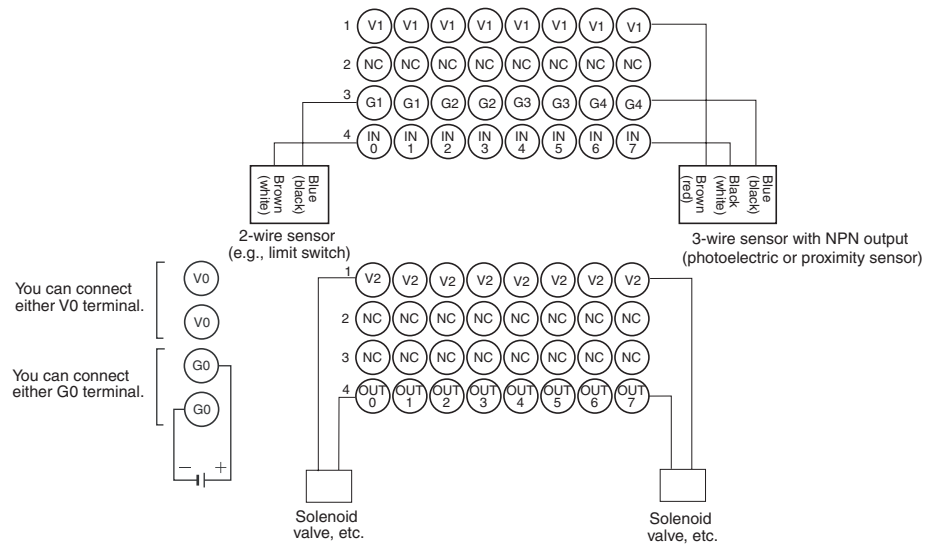 1 V1 V1 V1 V1 V1 V1 V1 V1
2 NC NC NC NC NC NC NC NC
3 G1 G1 G2 G2 G3 G3 G4 G4
4 IN 0 IN 1 IN 2 IN 3 IN 4 IN 5 IN 6 IN 7
Blue
(black)
Brown
(white)
2-wire sensor
(e.g., limit switch)
Blue
(black)
Black
(white)
Brown
(red)
3-wire sensor with NPN output
(photoelectric or proximity sensor)
You can connect
either V0 terminal.
V0
V0
You can connect
either G0 terminal.
G0
G0
− +
1 V2 V2 V2 V2 V2 V2 V2 V2
2 NC NC NC NC NC NC NC NC
3 NC NC NC NC NC NC NC NC
4 OUT 0 OUT 1 OUT 2 OUT 3 OUT 4 OUT 5 OUT 6 OUT 7
Solenoid
valve, etc.
Solenoid
valve, etc.